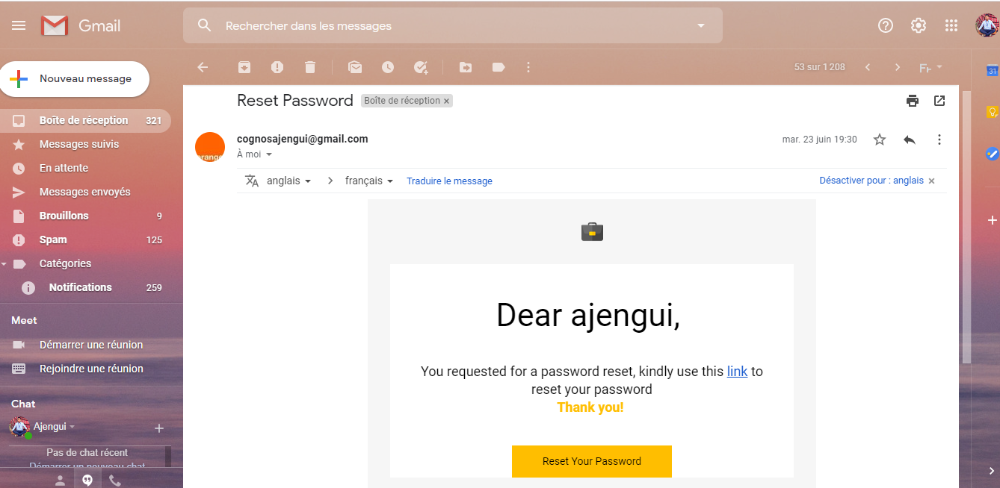 Gmail
Rechercher dans les messages
Nouveau message
53 sur 1 208
Reset Password
Boîte de réception ×
Boîte de réception 321
Messages suivis
En attente
Messages envoyés
Brouillons 9
Spam 125
Catégories
Notifications 259
Meet
Démarrer une réunion
Rejoindre une réunion
Chat
Ajengui
Pas de chat récent
Démarrer un nouveau chat
orange
cognosajengui@gmail.com
mar. 23 juin 19:30
À moi
anglais
français
Traduire le message
Désactiver pour : anglais ×
Dear ajengui,
You requested for a password reset, kindly use this link to
reset your password
Thank you!
Reset Your Password
31